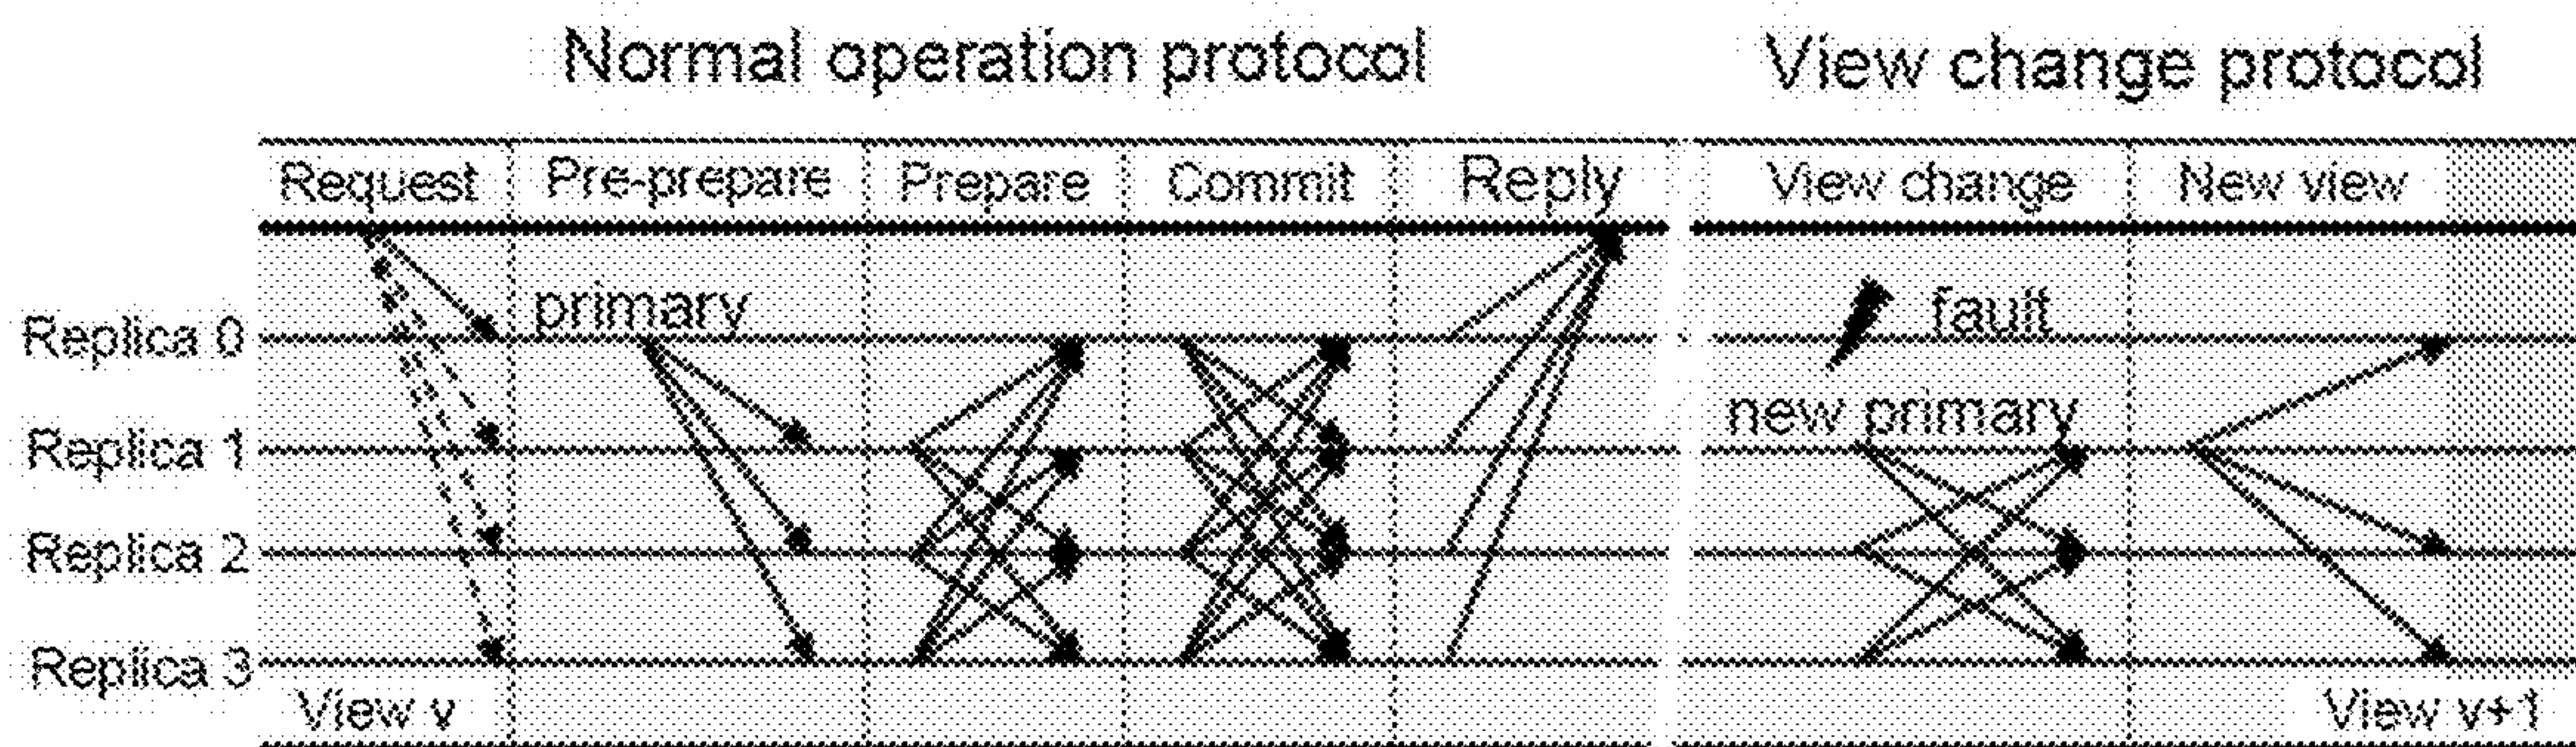 Normal operation protocol
View change protocol
Request Pre-prepare Prepare Commit Reply
View change New view
primary
fault
Replica 0
new primary
Replica 1
Replica 2
Replica 3
View v
View v+1